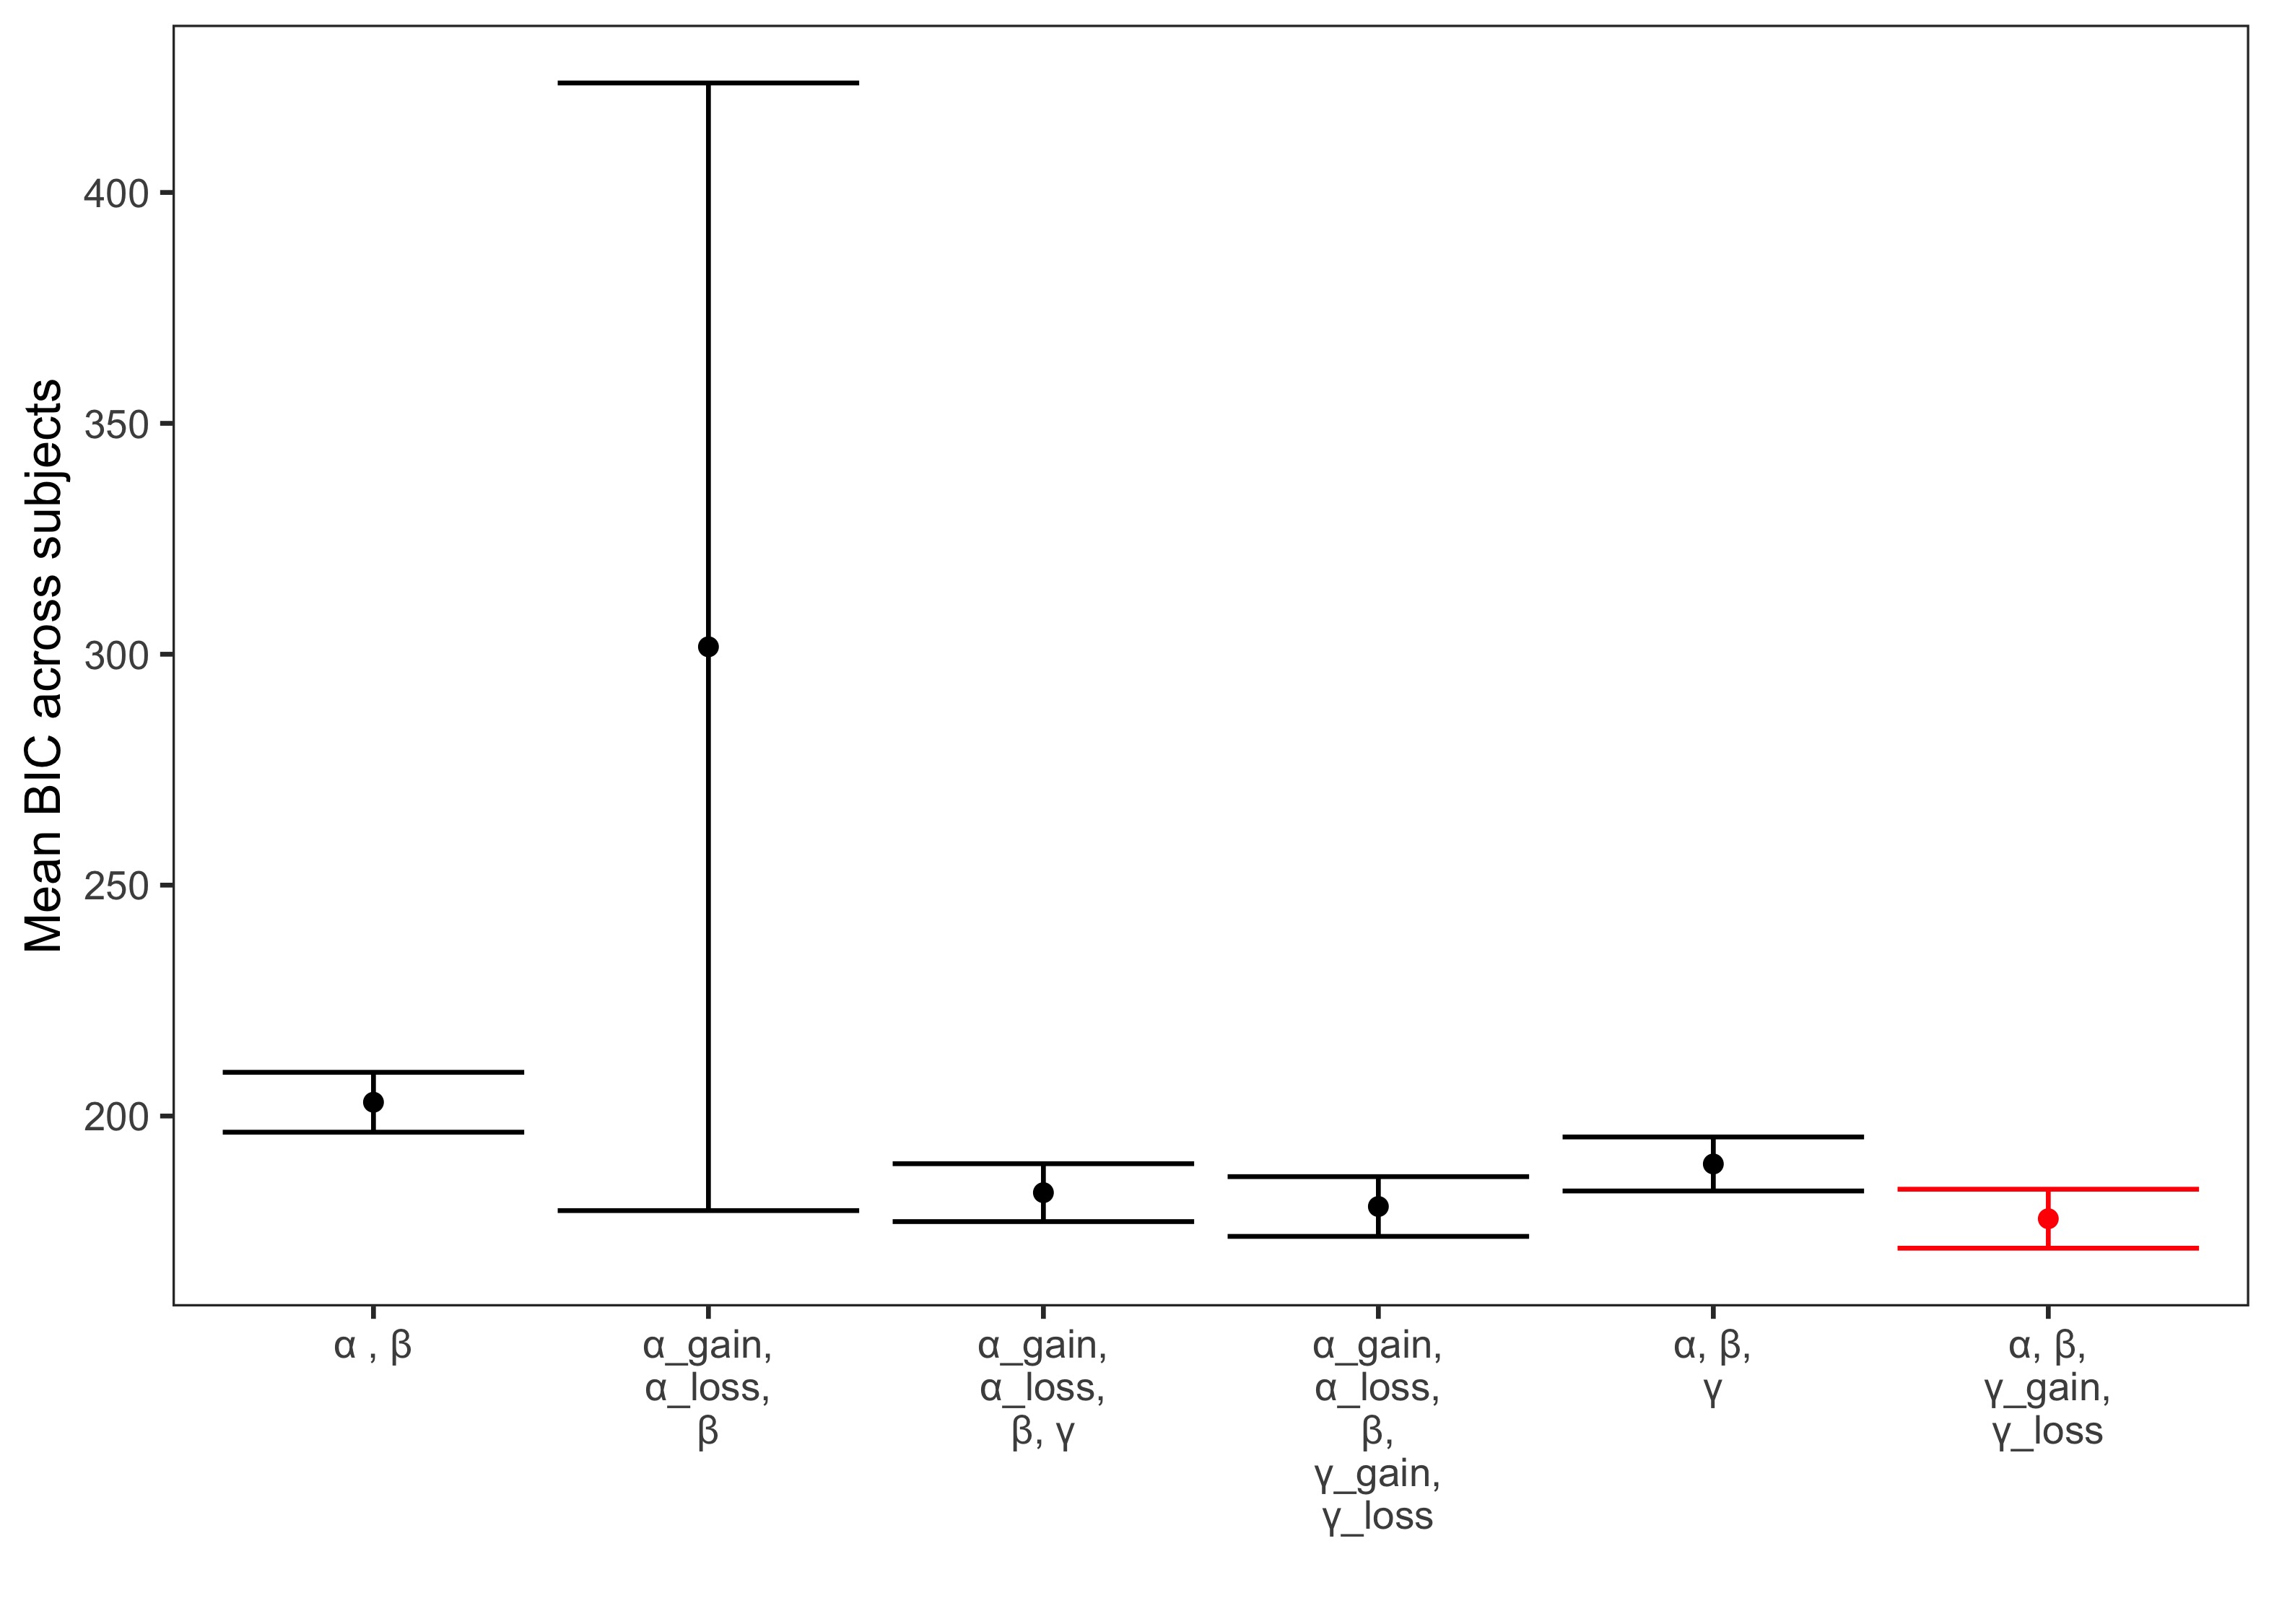 Mean BIC across subjects
400
350
300
250
200
α , β
α_gain,
α_loss,
β
α_gain,
α_loss,
β, γ
α_gain,
α_loss,
β,
γ_gain,
γ_loss
α, β,
γ
α, β,
γ_gain,
γ_loss